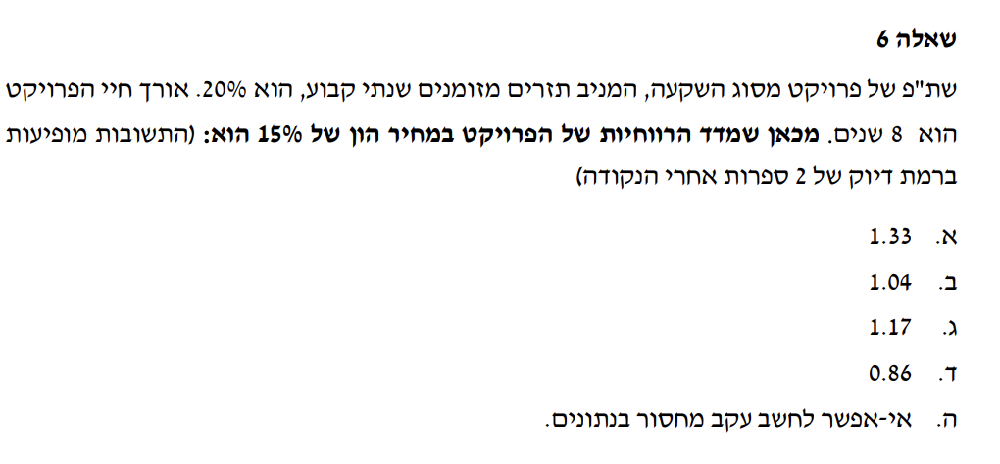 שאלה 6
שת"פ של פרויקט מסוג השקעה, המניב תזרים מזומנים שנתי קבוע, הוא 20%. אורך חיי הפרויקט
הוא 8 שנים. מכאן שמדד הרווחיות של הפרויקט במחיר הון של 15% הוא: (התשובות מופיעות
ברמת דיוק של 2 ספרות אחרי הנקודה)
א. 1.33
ב. 1.04
ג. 1.17
ד. 0.86
ה. אי-אפשר לחשב עקב מחסור בנתונים.